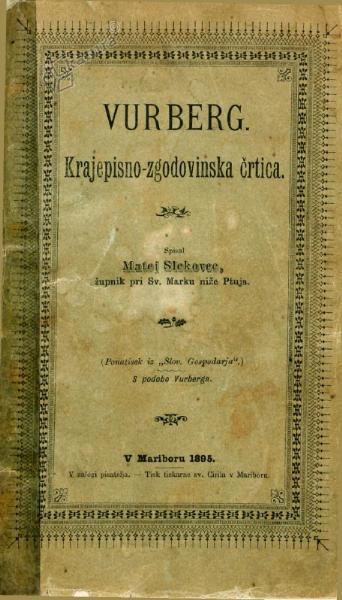 VURBERG.
Krajepisno-zgodovinska črtica.
Spisal
Matej Slekovec,
župnik pri Sv. Marku niže Ptuja.
(Ponatisek iz „Slov. Gospodarja“.)
S podobo Vurberga.
V Mariboru 1895.
V založi pisatelja. — Tisk tiskarne sv. Cirila v Mariboru.